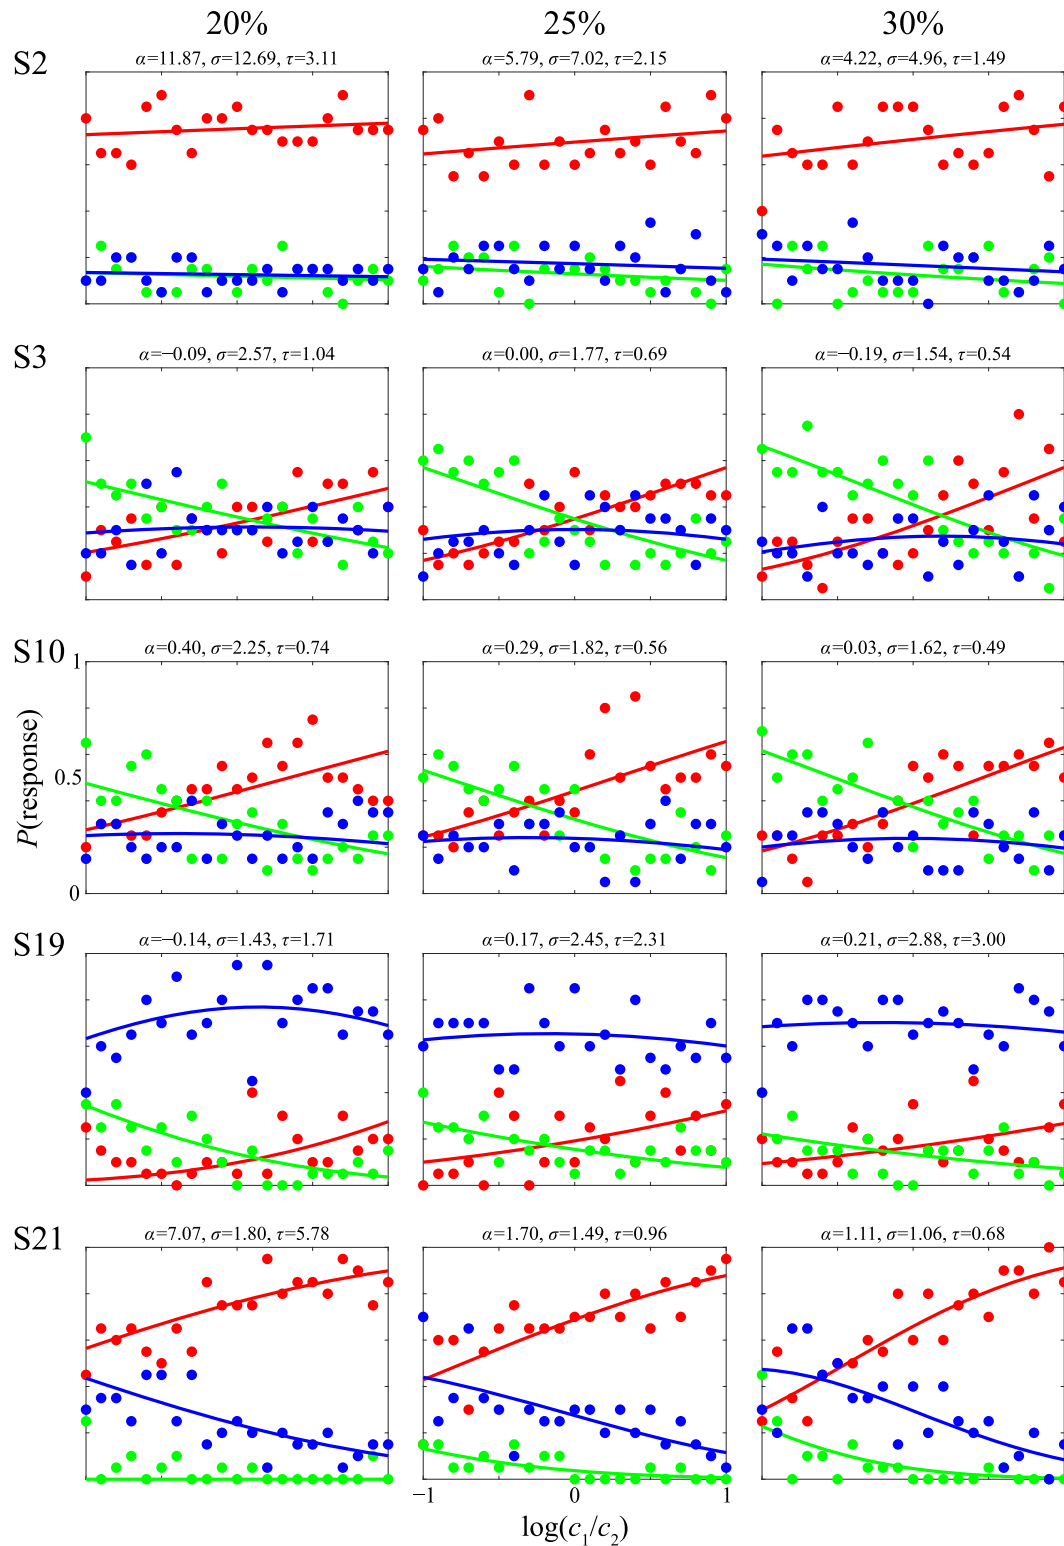 20% 25% 30%
S2
α=11.87, σ=12.69, τ=3.11 α=5.79, σ=7.02, τ=2.15 α=4.22, σ=4.96, τ=1.49
S3
α=−0.09, σ=2.57, τ=1.04 α=0.00, σ=1.77, τ=0.69 α=−0.19, σ=1.54, τ=0.54
S10
α=0.40, σ=2.25, τ=0.74 α=0.29, σ=1.82, τ=0.56 α=0.03, σ=1.62, τ=0.49
1
0.5
0
P(response)
S19
α=−0.14, σ=1.43, τ=1.71 α=0.17, σ=2.45, τ=2.31 α=0.21, σ=2.88, τ=3.00
S21
α=7.07, σ=1.80, τ=5.78 α=1.70, σ=1.49, τ=0.96 α=1.11, σ=1.06, τ=0.68
−1 0 1
log(c₁/c₂)